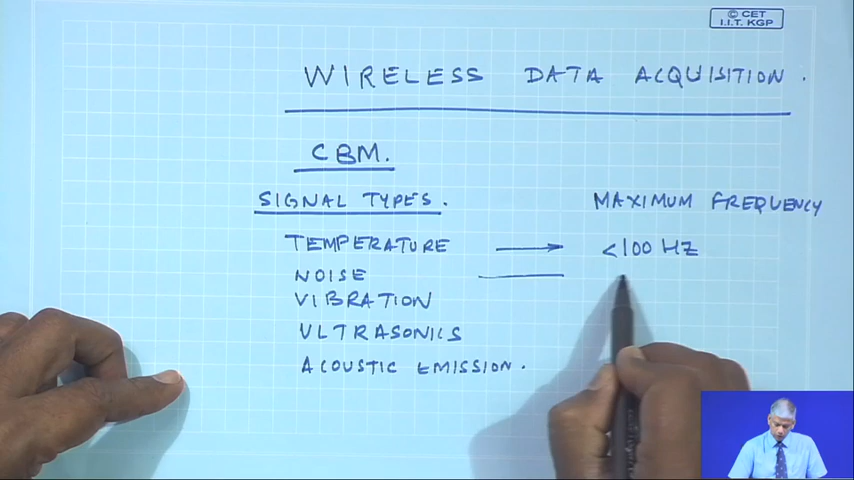 © CET
I.I.T. KGP
WIRELESS DATA ACQUISITION.
CBM.
SIGNAL TYPES. MAXIMUM FREQUENCY
TEMPERATURE → <100 HZ
NOISE
VIBRATION
ULTRASONICS
ACOUSTIC EMISSION.